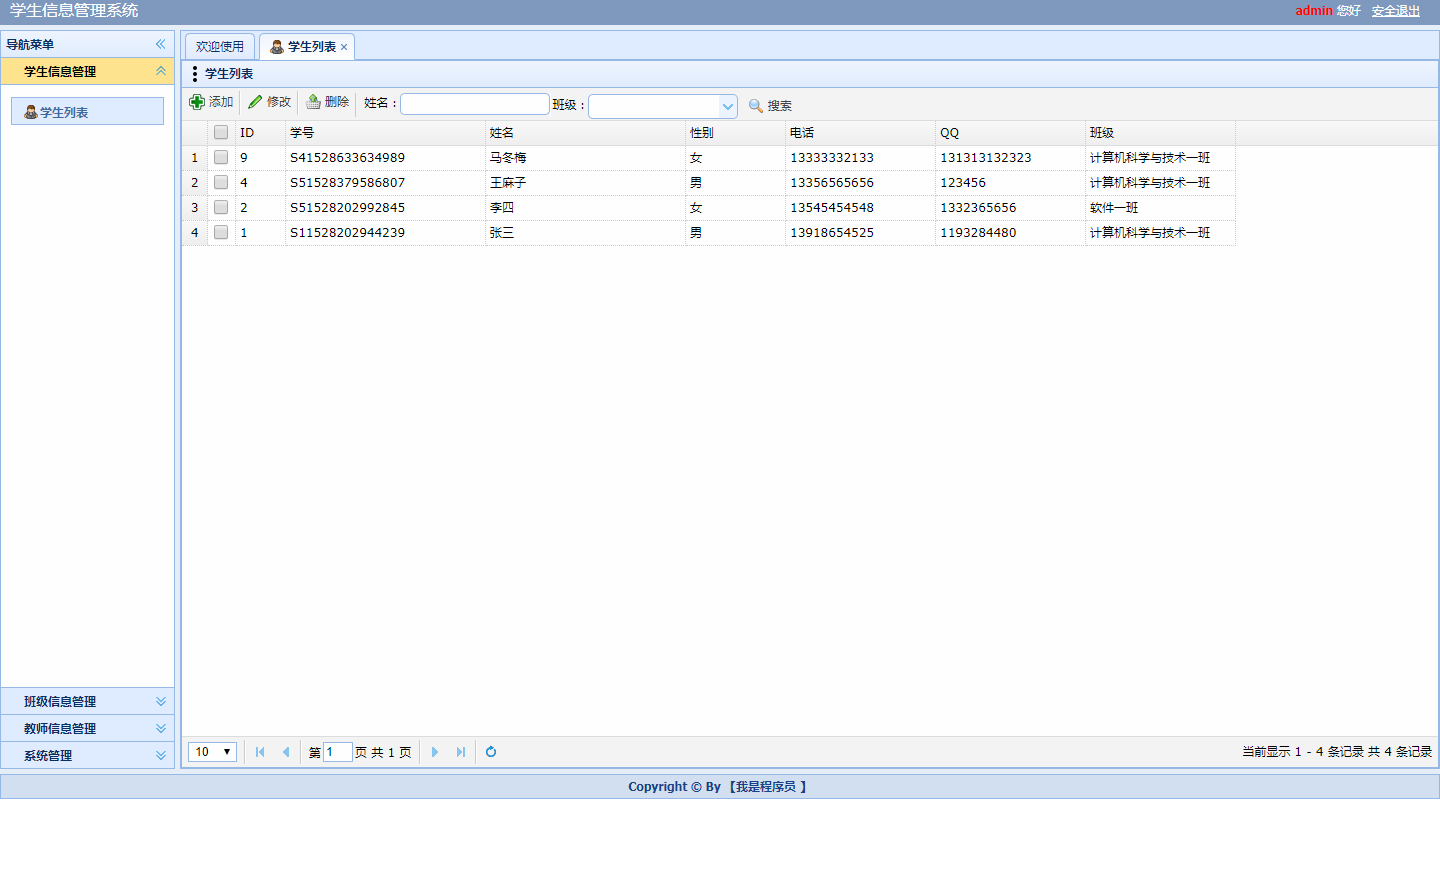 学生信息管理系统
admin 您好 安全退出
导航菜单
学生信息管理
学生列表
班级信息管理
教师信息管理
系统管理
欢迎使用 学生列表
学生列表
添加 修改 删除 姓名： 班级： 搜索
ID 学号 姓名 性别 电话 QQ 班级
1 9 S41528633634989 马冬梅 女 13333332133 131313132323 计算机科学与技术一班
2 4 S51528379586807 王麻子 男 13356565656 123456 计算机科学与技术一班
3 2 S51528202992845 李四 女 13545454548 1332365656 软件一班
4 1 S11528202944239 张三 男 13918654525 1193284480 计算机科学与技术一班
10 第 1 页 共 1 页 当前显示 1 - 4 条记录 共 4 条记录
Copyright © By 【我是程序员 】